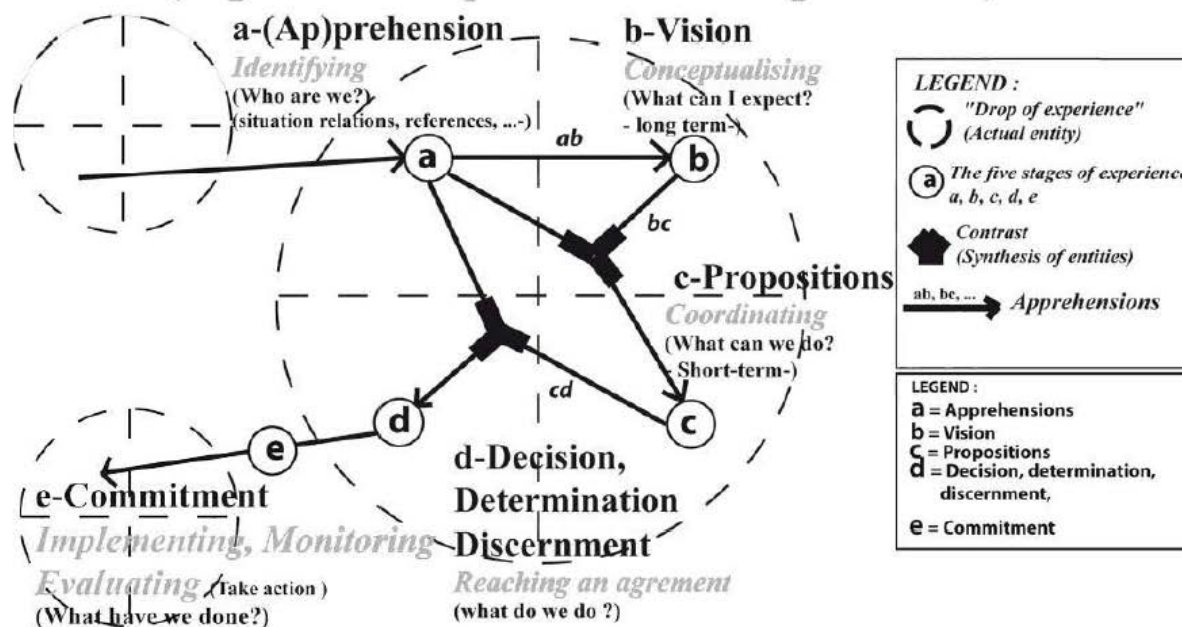 a-(Ap)prehension
Identifying
(Who are we?)
(situation relations, references, ...-)
b-Vision
Conceptualising
(What can I expect?
- long term-)
a
ab
b
bc
c-Propositions
Coordinating
(What can we do?
- Short-term-)
cd
c
d
e
d-Decision,
Determination
Discernment
Reaching an agrement
(what do we do ?)
e-Commitment
Implementing, Monitoring
Evaluating (Take action )
(What have we done?)
LEGEND :
"Drop of experience"
(Actual entity)
a
The five stages of experience
a, b, c, d, e
Contrast
(Synthesis of entities)
ab, bc, ...
Apprehensions
LEGEND :
a = Apprehensions
b = Vision
c = Propositions
d = Decision, determination,
discernment,
e = Commitment